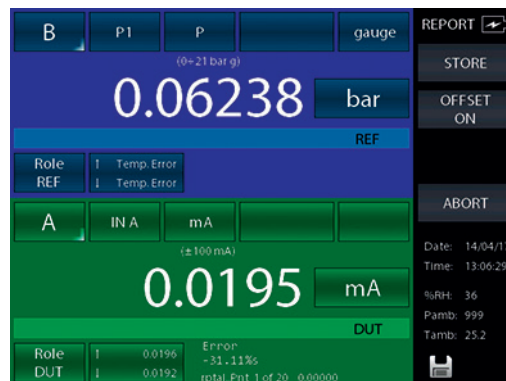 B P1 P gauge
(0÷21 bar g)
0.06238 bar
REF
Role REF
↑ Temp. Error
↓ Temp. Error
A IN A mA
(±100 mA)
0.0195 mA
DUT
Role DUT
↑ 0.0196
↓ 0.0192
Error
-31.11%s
Pnt 1 of 20 0.00000
REPORT
STORE
OFFSET
ON
ABORT
Date: 14/04/1
Time: 13:06:29
%RH: 36
Pamb: 999
Tamb: 25.2